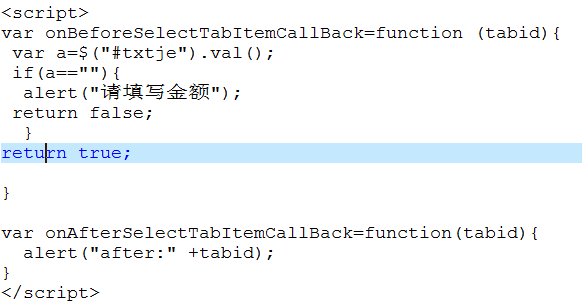 <script>
var onBeforeSelectTabItemCallBack=function (tabid){
 var a=$("#txtje").val();
 if(a==""){
  alert("请填写金额");
 return false;
  }
return true;
}
var onAfterSelectTabItemCallBack=function(tabid){
  alert("after:" +tabid);
}
</script>